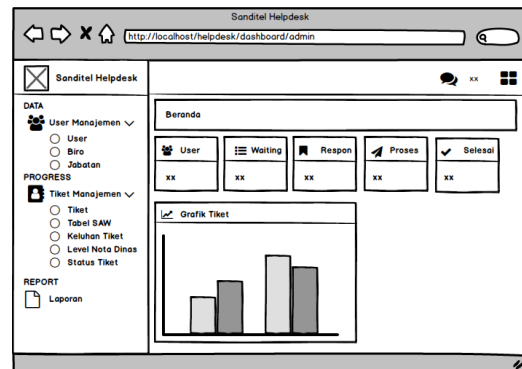 Sanditel Helpdesk
http://localhost/helpdesk/dashboard/admin
Sanditel Helpdesk
xx
DATA
User Manajemen
User
Biro
Jabatan
PROGRESS
Tiket Manajemen
Tiket
Tabel SAW
Keluhan Tiket
Level Nota Dinas
Status Tiket
REPORT
Laporan
Beranda
User
xx
Waiting
xx
Respon
xx
Proses
xx
Selesai
xx
Grafik Tiket